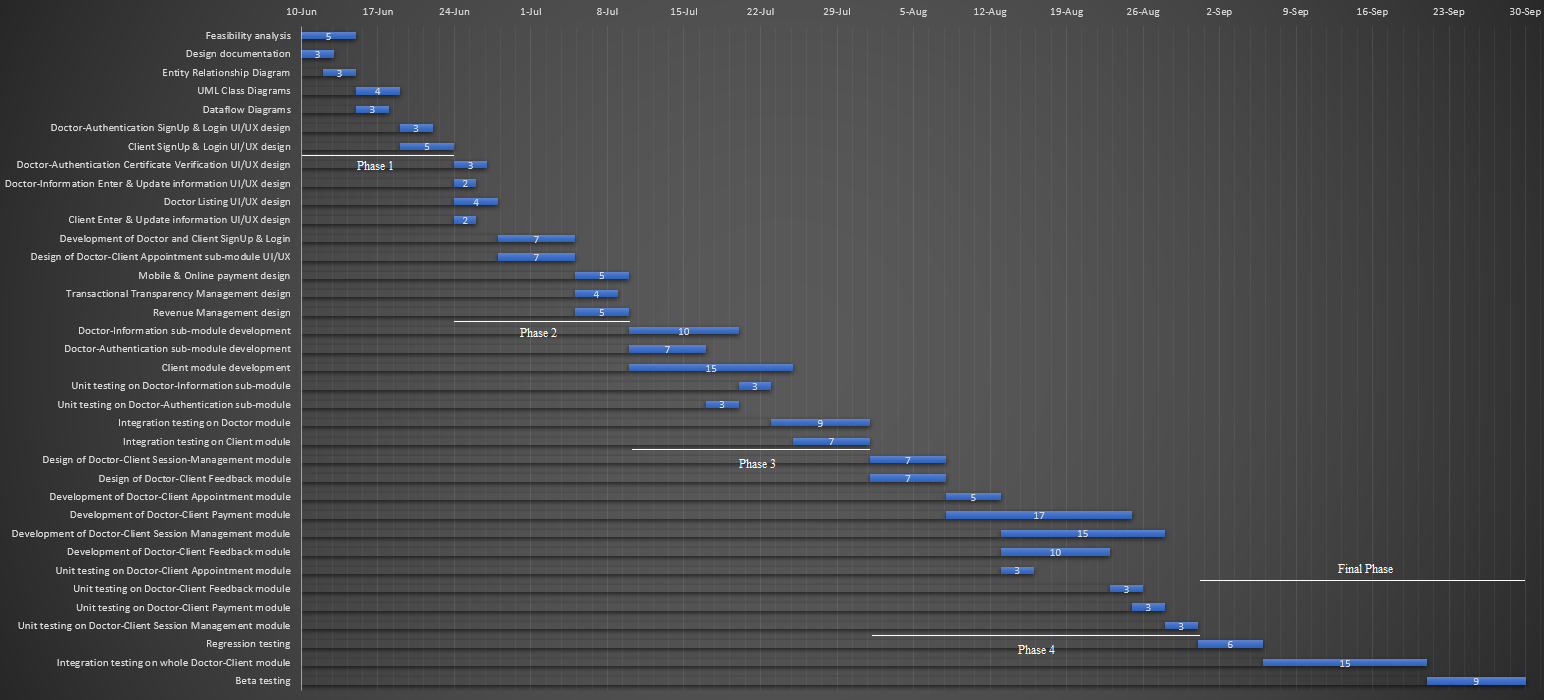 10-Jun 17-Jun 24-Jun 1-Jul 8-Jul 15-Jul 22-Jul 29-Jul 5-Aug 12-Aug 19-Aug 26-Aug 2-Sep 9-Sep 16-Sep 23-Sep 30-Sep
Feasibility analysis 5
Design documentation 3
Entity Relationship Diagram 3
UML Class Diagrams 4
Dataflow Diagrams 3
Doctor-Authentication SignUp & Login UI/UX design 3
Client SignUp & Login UI/UX design 5
Phase 1
Doctor-Authentication Certificate Verification UI/UX design 3
Doctor-Information Enter & Update information UI/UX design 2
Doctor Listing UI/UX design 4
Client Enter & Update information UI/UX design 2
Development of Doctor and Client SignUp & Login 7
Design of Doctor-Client Appointment sub-module UI/UX 7
Mobile & Online payment design 5
Transactional Transparency Management design 4
Revenue Management design 5
Phase 2
Doctor-Information sub-module development 10
Doctor-Authentication sub-module development 7
Client module development 15
Unit testing on Doctor-Information sub-module 3
Unit testing on Doctor-Authentication sub-module 3
Integration testing on Doctor module 9
Integration testing on Client module 7
Phase 3
Design of Doctor-Client Session-Management module 7
Design of Doctor-Client Feedback module 7
Development of Doctor-Client Appointment module 5
Development of Doctor-Client Payment module 17
Development of Doctor-Client Session Management module 15
Development of Doctor-Client Feedback module 10
Unit testing on Doctor-Client Appointment module 3
Final Phase
Unit testing on Doctor-Client Feedback module 3
Unit testing on Doctor-Client Payment module 3
Unit testing on Doctor-Client Session Management module 3
Regression testing 6
Phase 4
Integration testing on whole Doctor-Client module 15
Beta testing 9